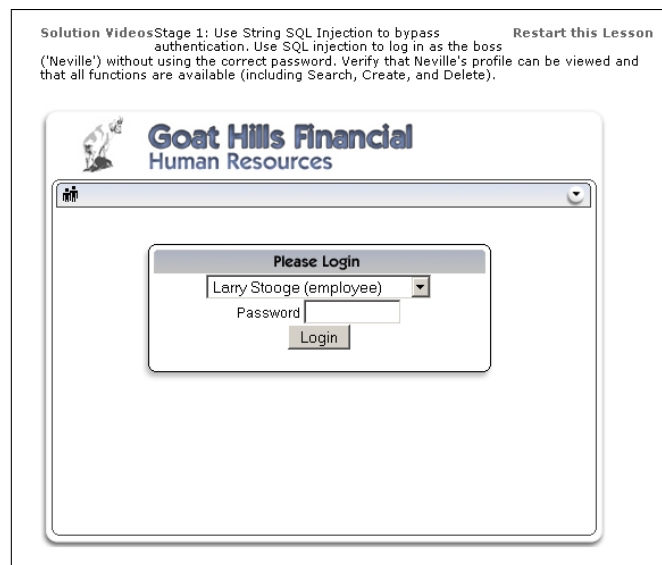 Solution Videos Stage 1: Use String SQL Injection to bypass Restart this Lesson
authentication. Use SQL injection to log in as the boss
('Neville') without using the correct password. Verify that Neville's profile can be viewed and
that all functions are available (including Search, Create, and Delete).
Goat Hills Financial
Human Resources
Please Login
Larry Stooge (employee)
Password
Login